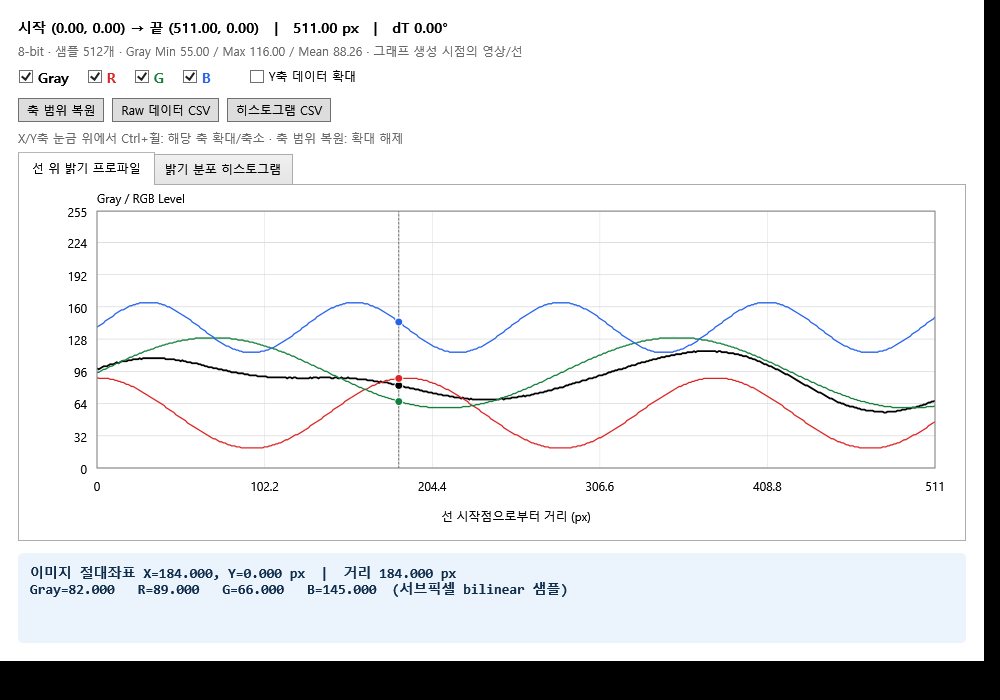 시작 (0.00, 0.00) → 끝 (511.00, 0.00) | 511.00 px | dT 0.00°
8-bit · 샘플 512개 · Gray Min 55.00 / Max 116.00 / Mean 88.26 · 그래프 생성 시점의 영상/선
Gray R G B Y축 데이터 확대
축 범위 복원 Raw 데이터 CSV 히스토그램 CSV
X/Y축 눈금 위에서 Ctrl+휠: 해당 축 확대/축소 · 축 범위 복원: 확대 해제
선 위 밝기 프로파일 밝기 분포 히스토그램
Gray / RGB Level
255
224
192
160
128
96
64
32
0
0 102.2 204.4 306.6 408.8 511
선 시작점으로부터 거리 (px)
이미지 절대좌표 X=184.000, Y=0.000 px | 거리 184.000 px
Gray=82.000 R=89.000 G=66.000 B=145.000 (서브픽셀 bilinear 샘플)